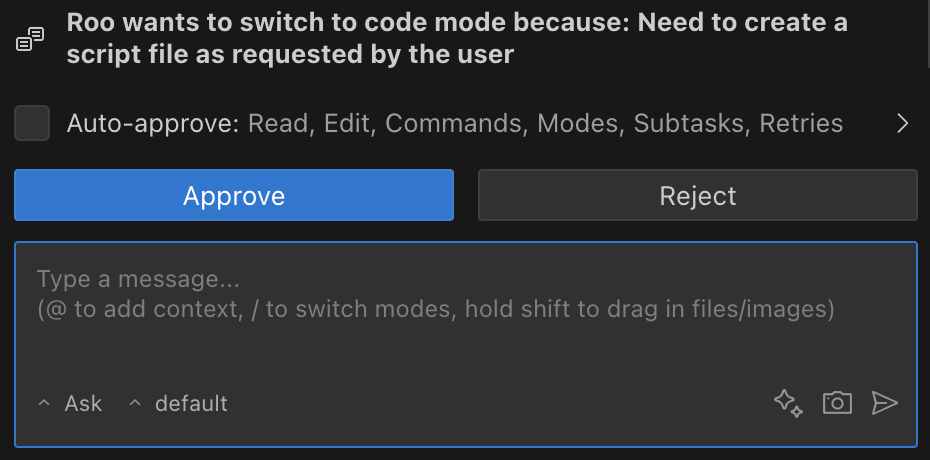 Roo wants to switch to code mode because: Need to create a
script file as requested by the user
Auto-approve: Read, Edit, Commands, Modes, Subtasks, Retries
Approve
Reject
Type a message...
(@ to add context, / to switch modes, hold shift to drag in files/images)
Ask
default